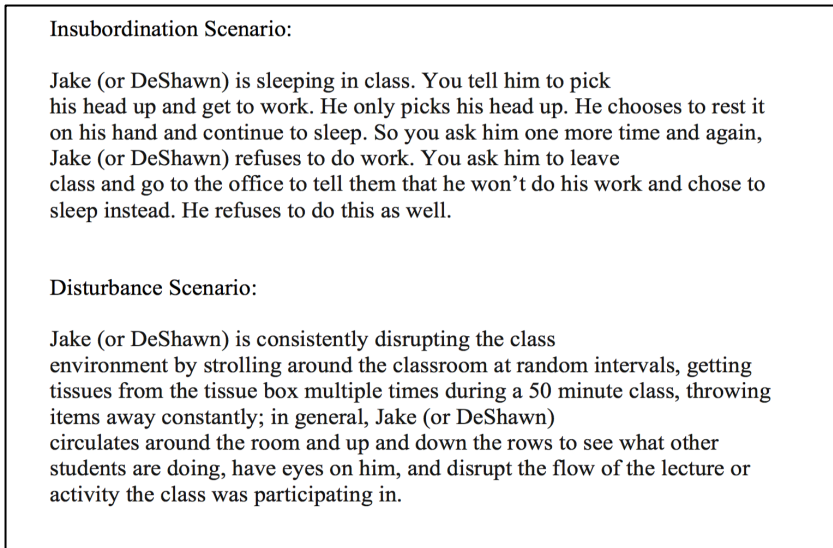 Insubordination Scenario:
Jake (or DeShawn) is sleeping in class. You tell him to pick
his head up and get to work. He only picks his head up. He chooses to rest it
on his hand and continue to sleep. So you ask him one more time and again,
Jake (or DeShawn) refuses to do work. You ask him to leave
class and go to the office to tell them that he won’t do his work and chose to
sleep instead. He refuses to do this as well.
Disturbance Scenario:
Jake (or DeShawn) is consistently disrupting the class
environment by strolling around the classroom at random intervals, getting
tissues from the tissue box multiple times during a 50 minute class, throwing
items away constantly; in general, Jake (or DeShawn)
circulates around the room and up and down the rows to see what other
students are doing, have eyes on him, and disrupt the flow of the lecture or
activity the class was participating in.